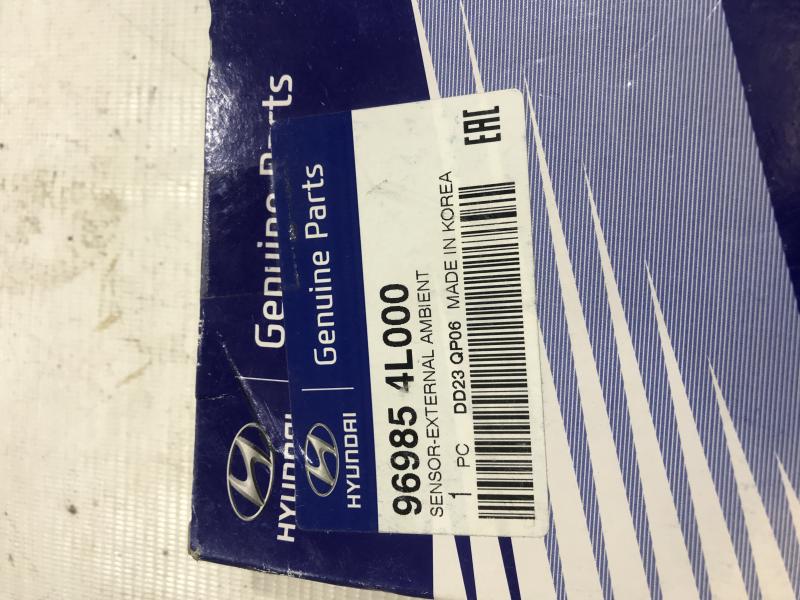 HYUNDAI | Genuine Parts
HYUNDAI | Genuine Parts
96985 4L000
SENSOR-EXTERNAL AMBIENT
1 PC DD23 QP06 MADE IN KOREA
EAC